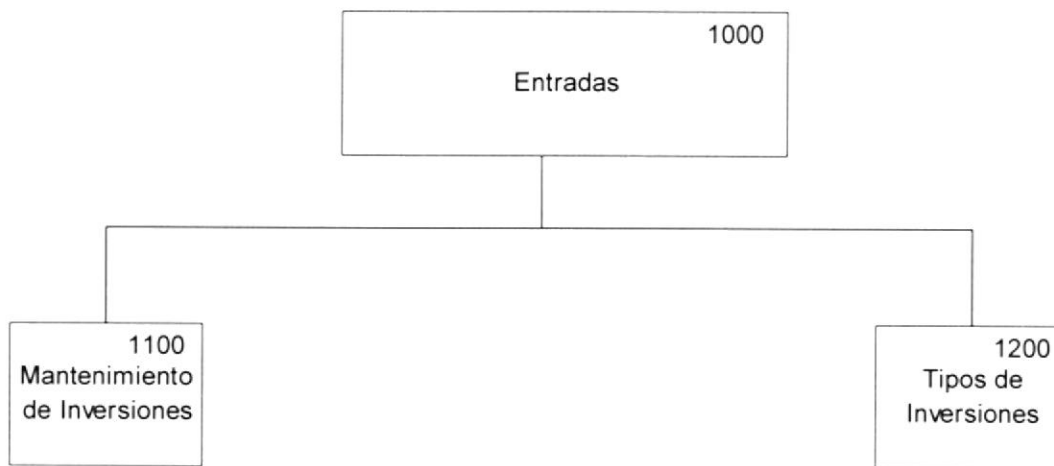 1000
Entradas
1100
Mantenimiento
de Inversiones
1200
Tipos de
Inversiones